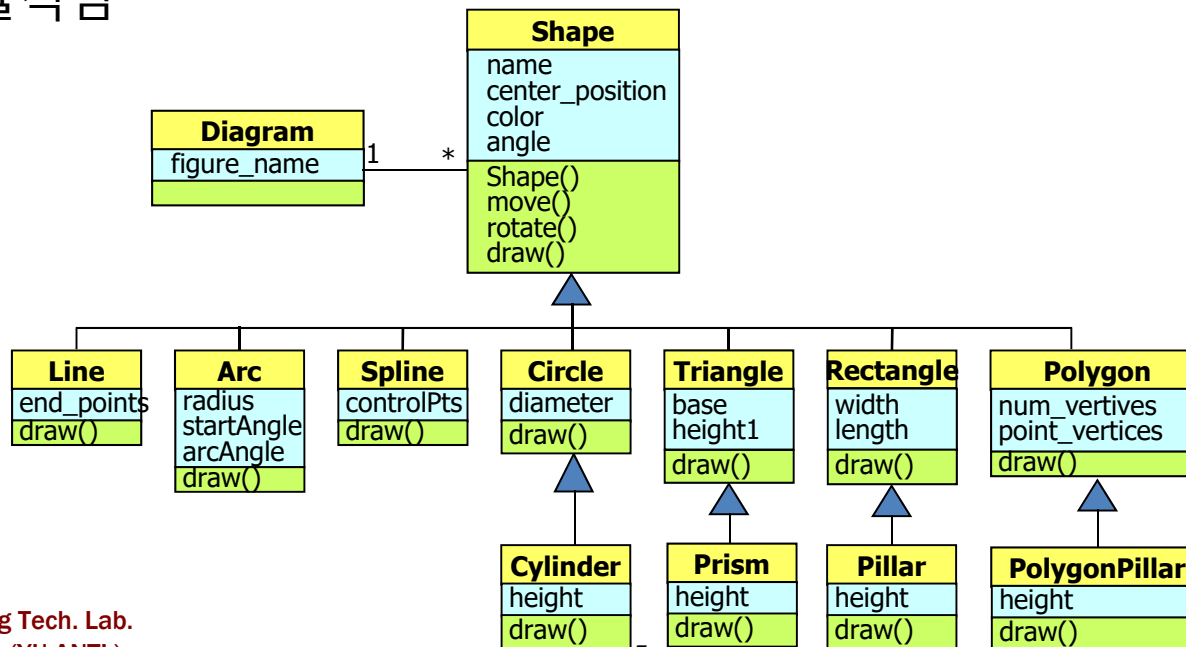 Shape
name
center_position
color
angle
Shape()
move()
rotate()
draw()
Diagram
figure_name
1
*
Line
end_points
draw()
Arc
radius
startAngle
arcAngle
draw()
Spline
controlPts
draw()
Circle
diameter
draw()
Triangle
base
height1
draw()
Rectangle
width
length
draw()
Polygon
num_vertives
point_vertices
draw()
Cylinder
height
draw()
Prism
height
draw()
Pillar
height
draw()
PolygonPillar
height
draw()
Tech. Lab.